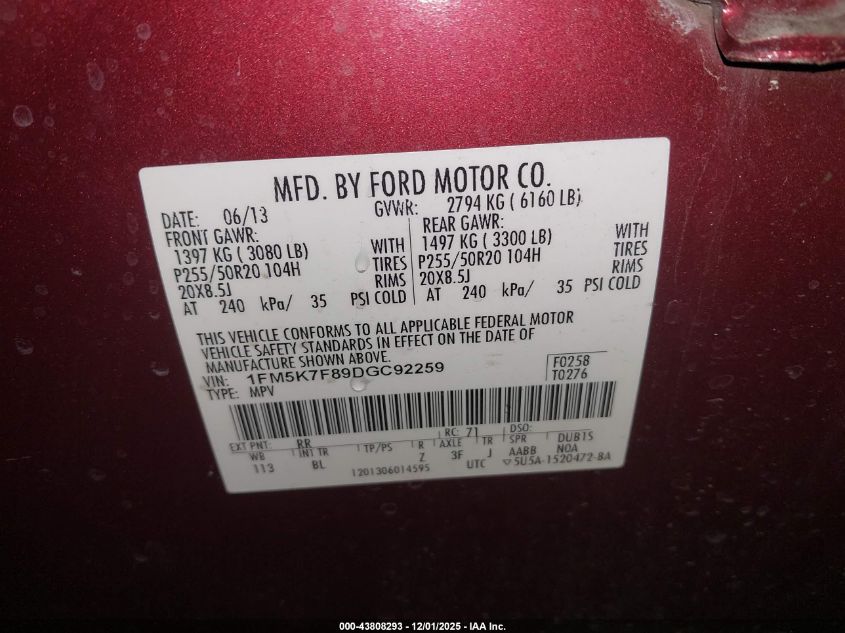 MFD. BY FORD MOTOR CO.
DATE: 06/13 GVWR: 2794 KG ( 6160 LB)
FRONT GAWR: REAR GAWR:
1397 KG ( 3080 LB) WITH 1497 KG ( 3300 LB) WITH
P255/50R20 104H TIRES P255/50R20 104H TIRES
20X8.5J RIMS 20X8.5J RIMS
AT 240 kPa/ 35 PSI COLD AT 240 kPa/ 35 PSI COLD
THIS VEHICLE CONFORMS TO ALL APPLICABLE FEDERAL MOTOR
VEHICLE SAFETY STANDARDS IN EFFECT ON THE DATE OF
MANUFACTURE SHOWN ABOVE.
VIN: 1FM5K7F89DGC92259 F0258
TYPE: MPV T0276
EXT PNT: RR RC: 71 DSO:
WB INT TR TP/PS R AXLE TR SPR DUB1S
113 BL Z 3F J AABB N0A
1201306014595 UTC ▽5U5A-1520472-BA
000-43808293 - 12/01/2025 - IAA Inc.